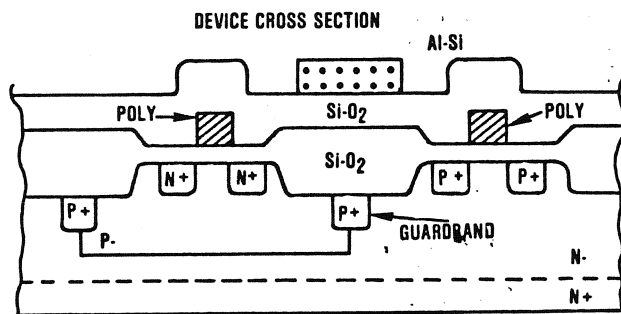 DEVICE CROSS SECTION
Al-Si
POLY
Si-O2
POLY
Si-O2
N+ N+ P+ P+
P+ P+
GUARDBAND
P-
N-
N+